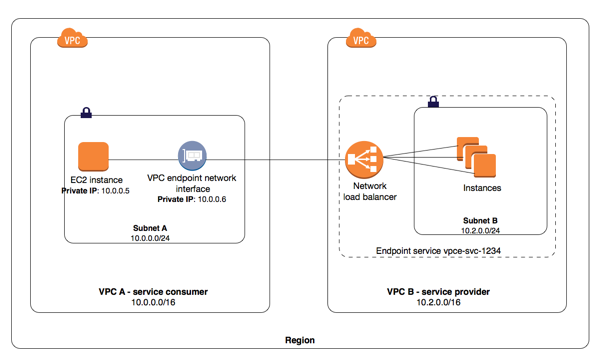 VPC
VPC
EC2 instance
Private IP: 10.0.0.5
VPC endpoint network
interface
Private IP: 10.0.0.6
Subnet A
10.0.0.0/24
VPC A - service consumer
10.0.0.0/16
Network
load balancer
Instances
Subnet B
10.2.0.0/24
Endpoint service vpce-svc-1234
VPC B - service provider
10.2.0.0/16
Region